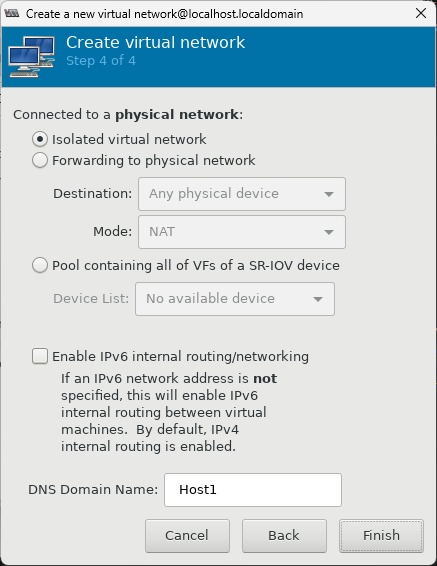 Create a new virtual network@localhost.localdomain
Create virtual network
Step 4 of 4
Connected to a physical network:
Isolated virtual network
Forwarding to physical network
Destination: Any physical device
Mode: NAT
Pool containing all of VFs of a SR-IOV device
Device List: No available device
Enable IPv6 internal routing/networking
If an IPv6 network address is not
specified, this will enable IPv6
internal routing between virtual
machines.  By default, IPv4
internal routing is enabled.
DNS Domain Name: Host1
Cancel Back Finish